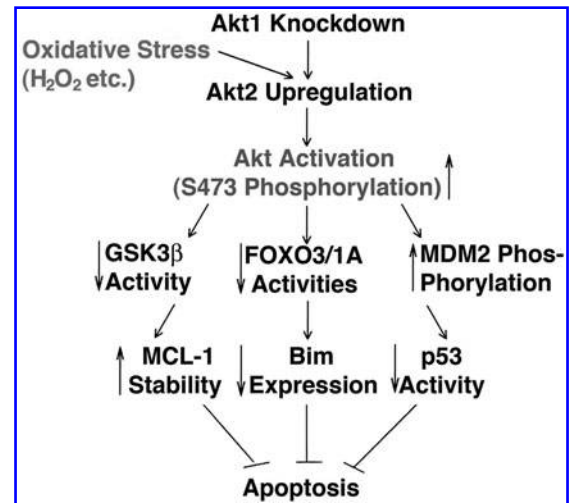 Akt1 Knockdown
Oxidative Stress
(H₂O₂ etc.)
Akt2 Upregulation
Akt Activation
(S473 Phosphorylation)
GSK3β
Activity
FOXO3/1A
Activities
MDM2 Phos-
Phorylation
MCL-1
Stability
Bim
Expression
p53
Activity
Apoptosis